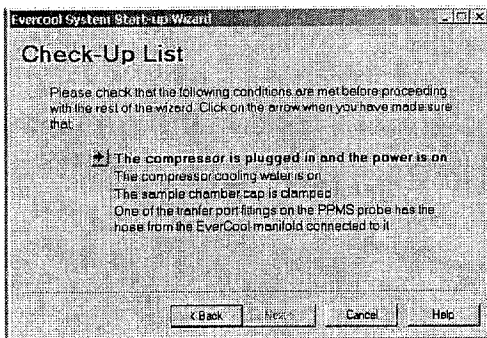 Evercool System Start-up Wizard
Check-Up List
Please check that the following conditions are met before proceeding
with the rest of the wizard. Click on the arrow when you have made sure
that:
The compressor is plugged in and the power is on
The compressor cooling water is on
The sample chamber cap is clamped
One of the tranfer port fittings on the PPMS probe has the
hose from the EverCool manifold connected to it
< Back Next > Cancel Help